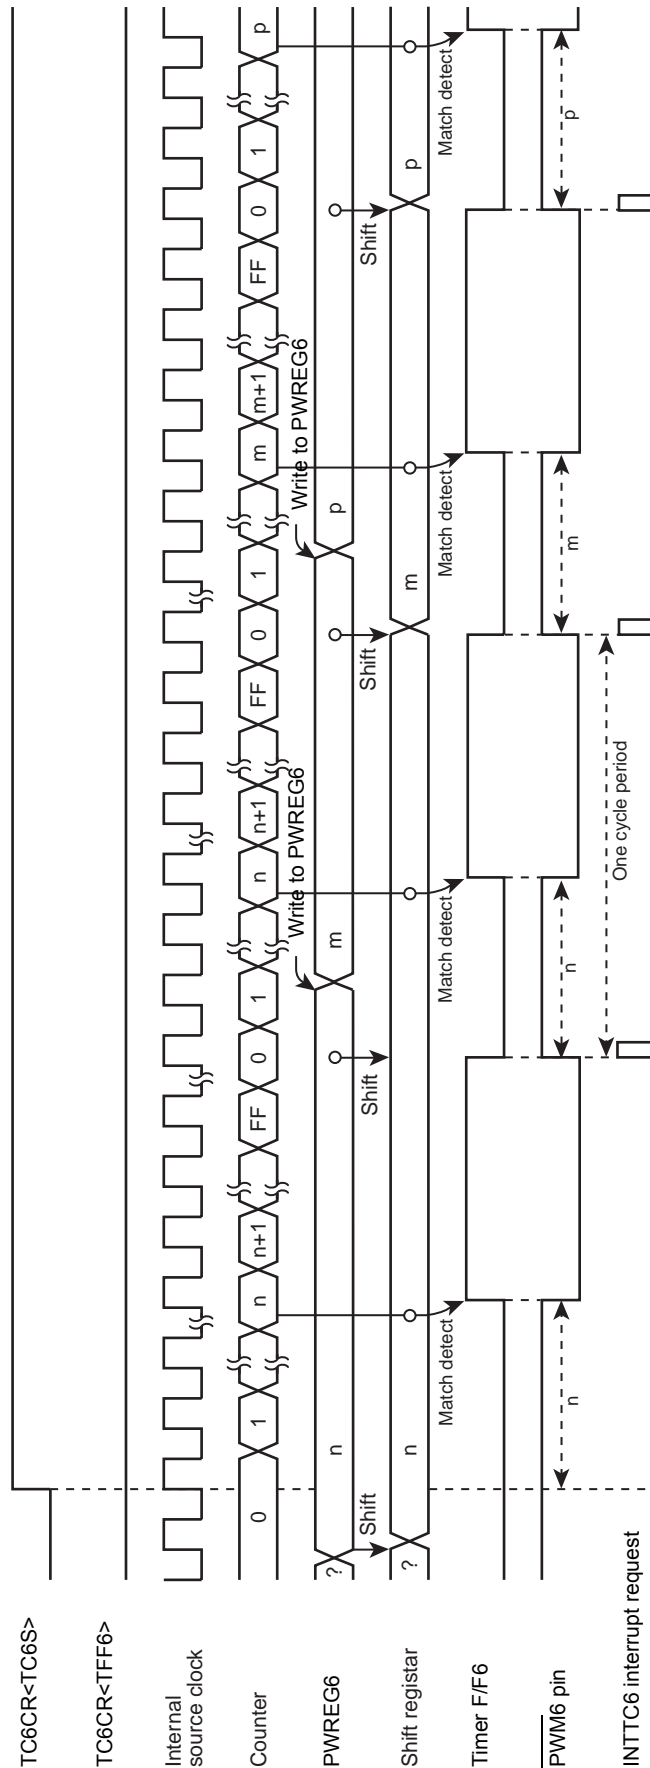 TC6CR<TC6S>
TC6CR<TFF6>
Internal
source clock
Counter
0 1 n n+1 FF 0 1 n n+1 FF 0 1 m m+1 FF 0 1 p
Write to PWREG6 Write to PWREG6
PWREG6
? n m p
Shift Shift Shift Shift
Shift registar
? n m p
Match detect Match detect Match detect Match detect
Timer F/F6
PWM6 pin
n n m p
One cycle period
INTTC6 interrupt request